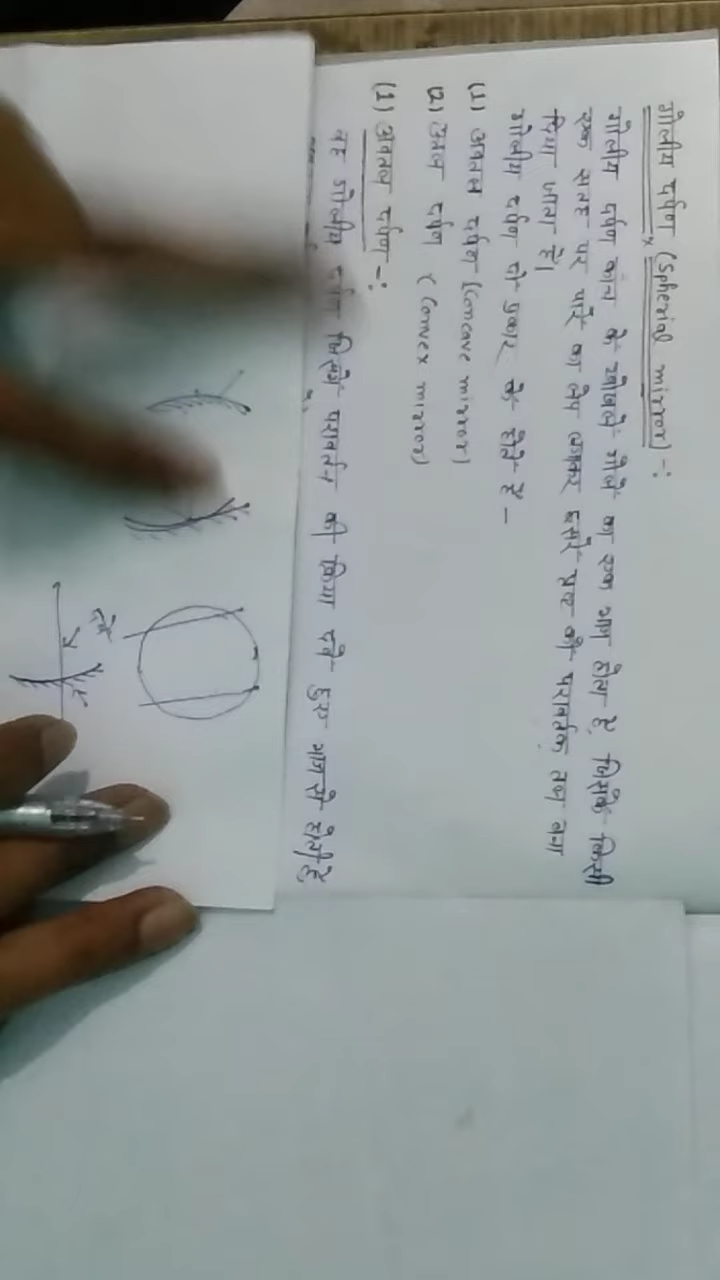 गोलीय दर्पण (Spherial mirror) -:
गोलीय दर्पण कांच के खोखले गोले का एक भाग होता है, जिसके किसी
एक सतह पर पारे का लेप लगाकर दूसरे पृष्ठ को परावर्तक तल बना
दिया जाता है।
गोलीय दर्पण दो प्रकार के होते हैं –
(1) अवतल दर्पण (Concave mirror)
(2) उत्तल दर्पण (Convex mirror)
(1) अवतल दर्पण -:
वह गोलीय दर्पण जिसमें परावर्तन की क्रिया दबे हुए भाग से होती है